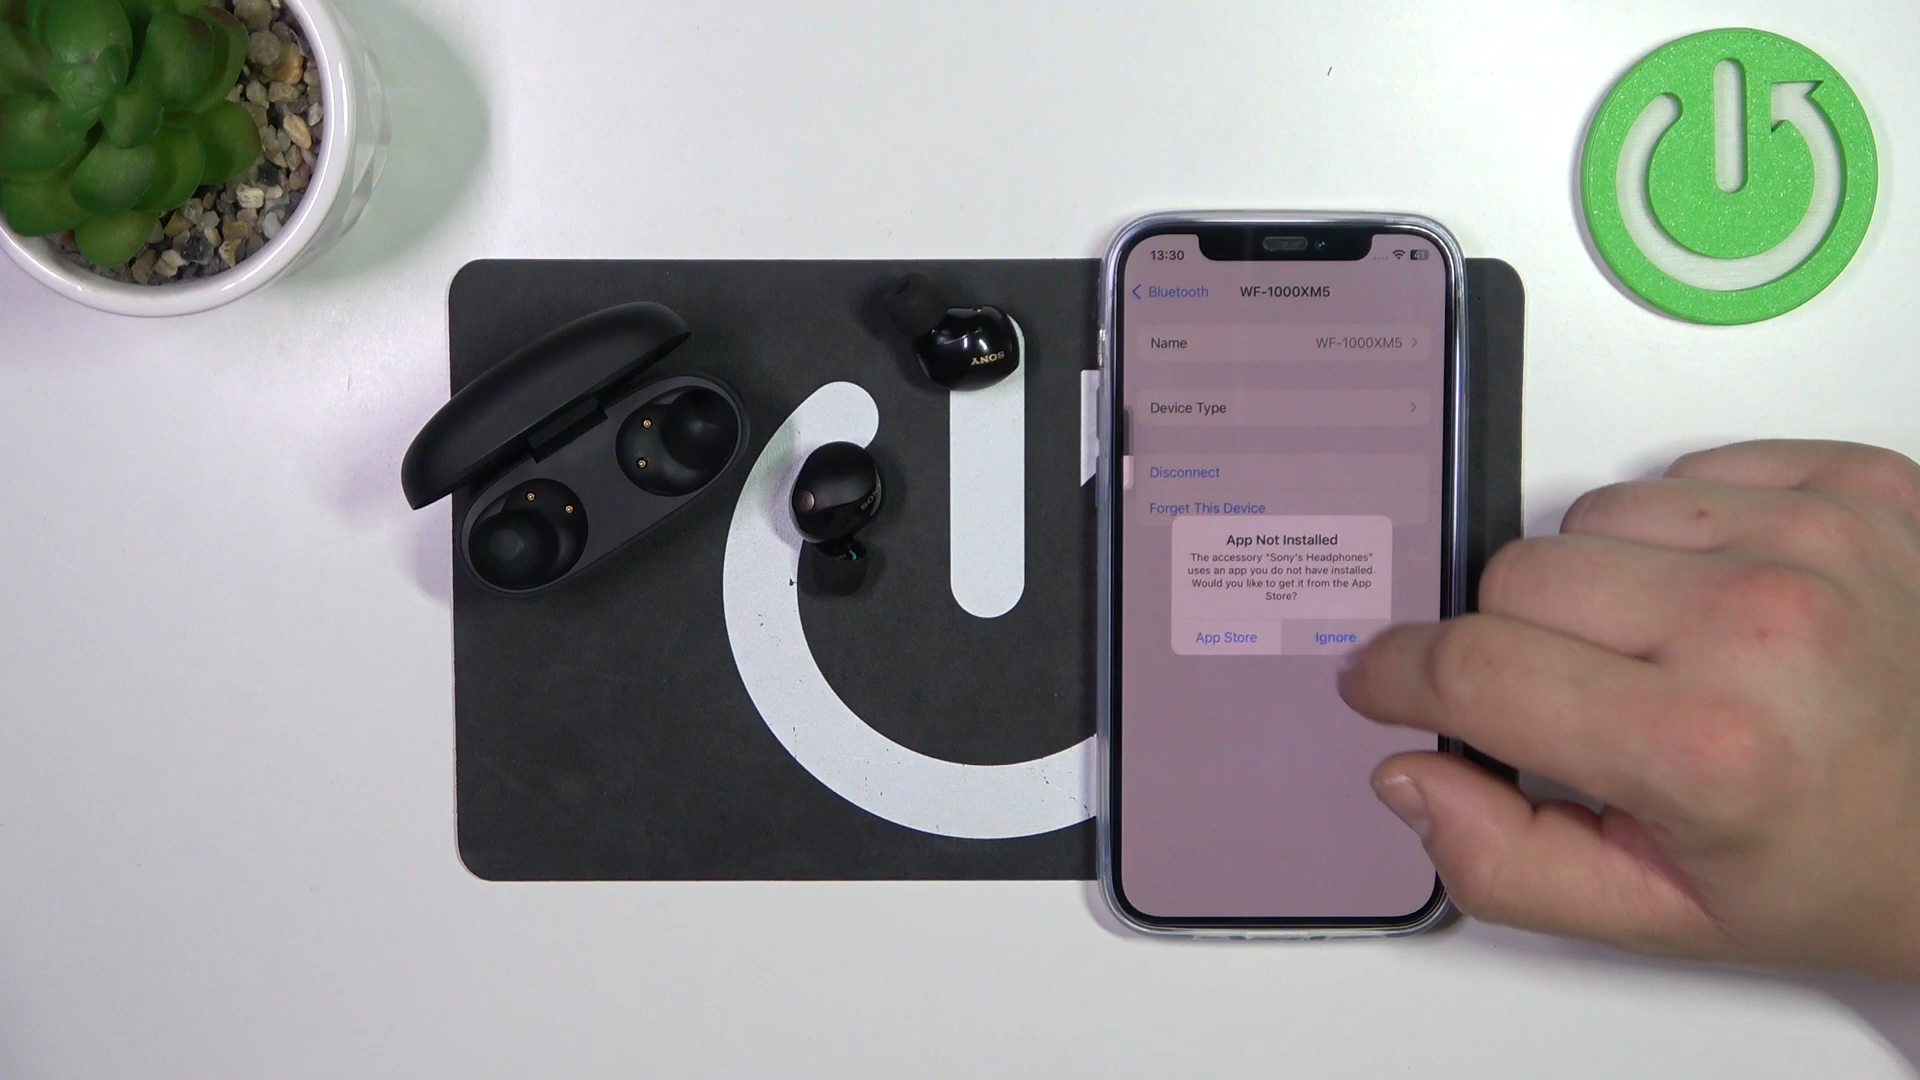 SONY
SONY
13:30
41
Bluetooth
WF-1000XM5
Name
WF-1000XM5
Device Type
Disconnect
Forget This Device
App Not Installed
The accessory "Sony's Headphones"
uses an app you do not have installed.
Would you like to get it from the App
Store?
App Store
Ignore